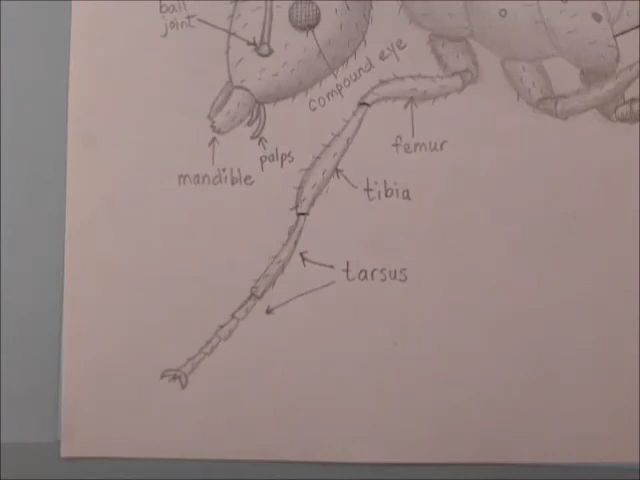 ball
joint
compound eye
mandible
palps
femur
tibia
tarsus